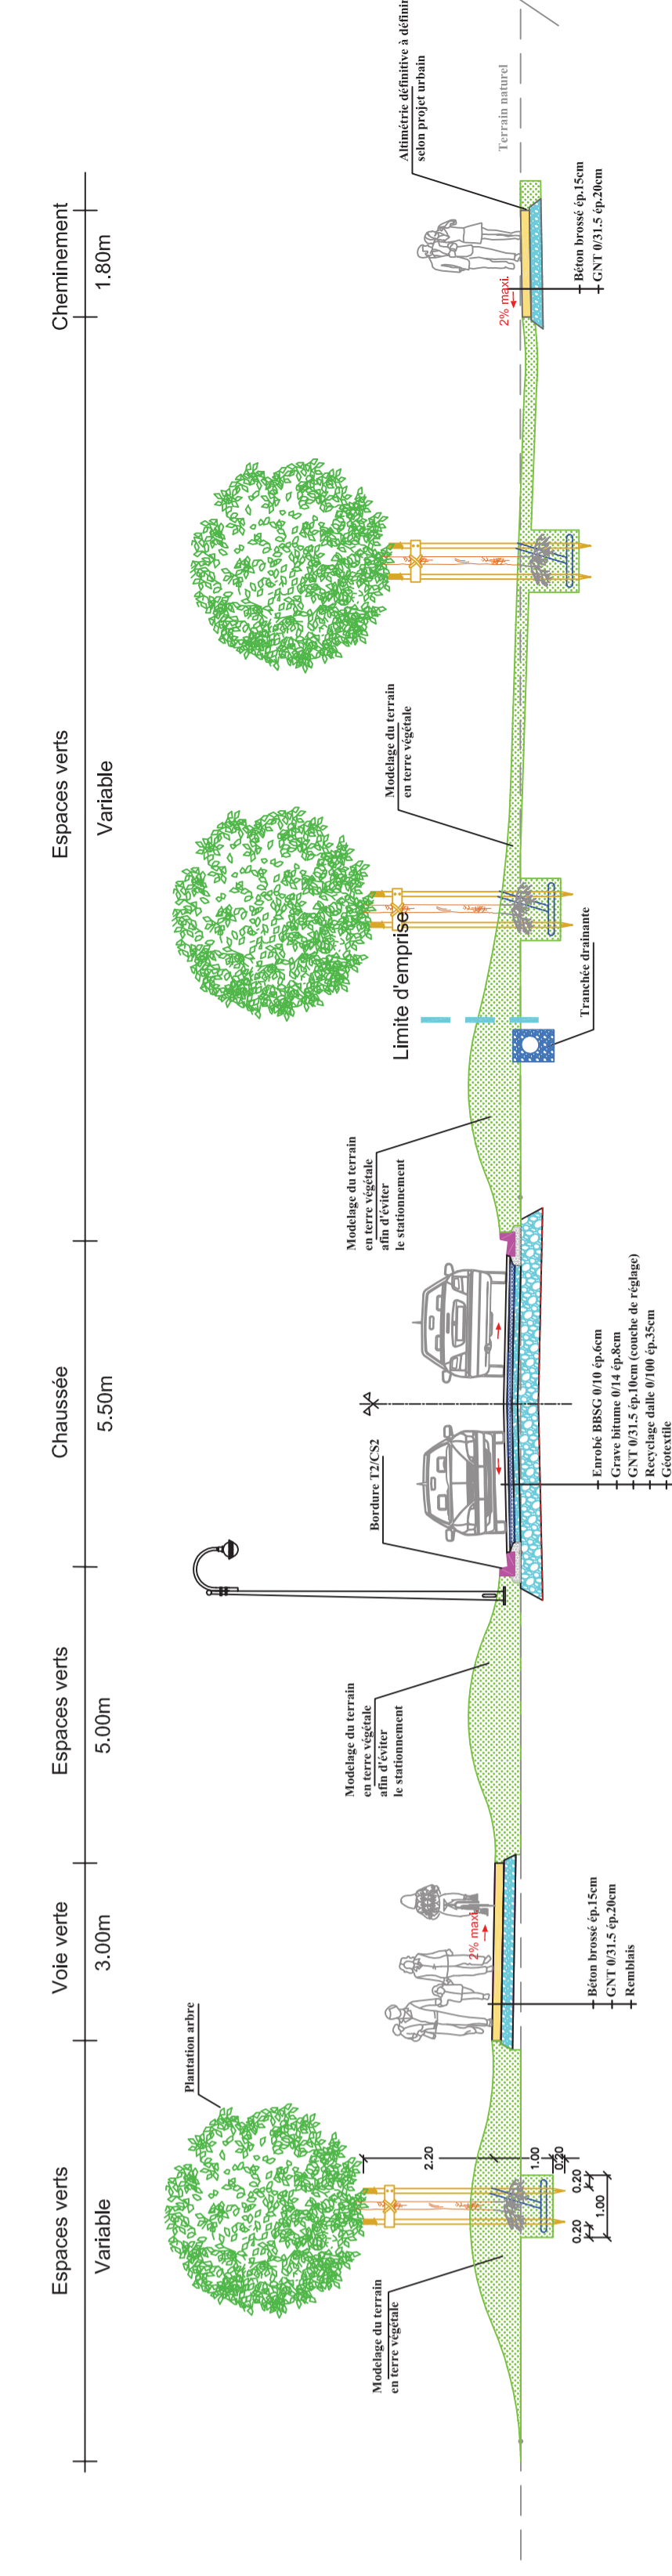 Espaces verts
Variable
Voie verte
3.00m
Espaces verts
5.00m
Chaussée
5.50m
Espaces verts
Variable
Cheminement
1.80m
Plantation arbre
Modelage du terrain
en terre végétale
2.20
1.00
0.20
0.20
0.20
1.00
2% maxi.
Béton brossé ép.15cm
GNT 0/31.5 ép.20cm
Remblais
Modelage du terrain
en terre végétale
afin d'éviter
le stationnement
Bordure T2/CS2
Enrobé BBSG 0/10 ép.6cm
Grave bitume 0/14 ép.8cm
GNT 0/31.5 ép.10cm (couche de réglage)
Recyclage dalle 0/100 ép.35cm
Géotextile
Modelage du terrain
en terre végétale
afin d'éviter
le stationnement
Limite d'emprise
Tranchée drainante
Modelage du terrain
en terre végétale
2% maxi.
Béton brossé ép.15cm
GNT 0/31.5 ép.20cm
Altimétrie définitive à définir
selon projet urbain
Terrain naturel